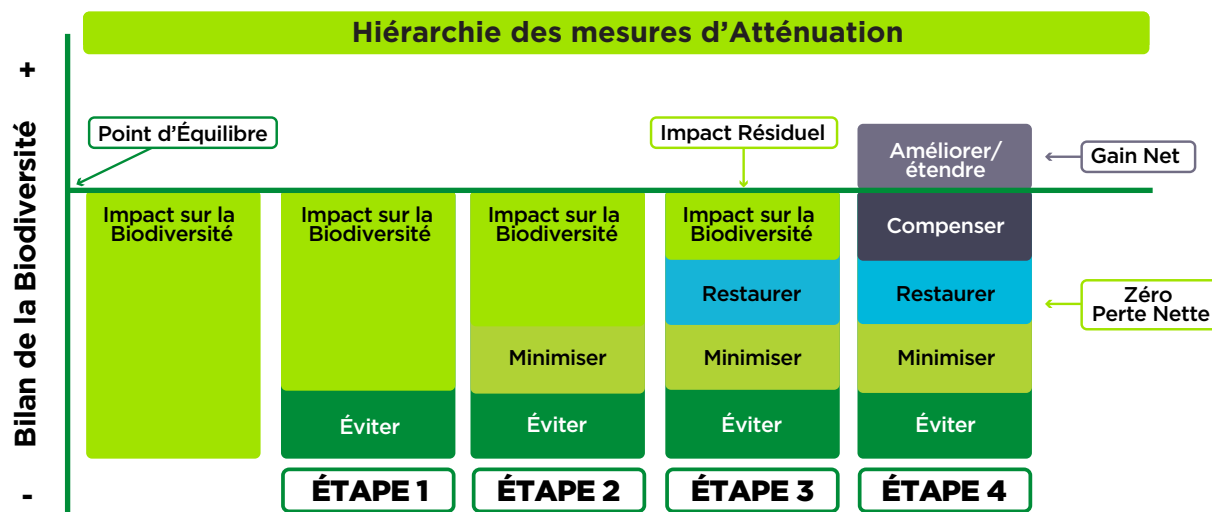 Hiérarchie des mesures d’Atténuation
+
Bilan de la Biodiversité
-
Point d’Équilibre
Impact Résiduel
Améliorer/
étendre
Gain Net
Impact sur la
Biodiversité
Impact sur la
Biodiversité
Impact sur la
Biodiversité
Impact sur la
Biodiversité
Compenser
Restaurer
Restaurer
Zéro
Perte Nette
Minimiser
Minimiser
Minimiser
Éviter
Éviter
Éviter
Éviter
ÉTAPE 1
ÉTAPE 2
ÉTAPE 3
ÉTAPE 4